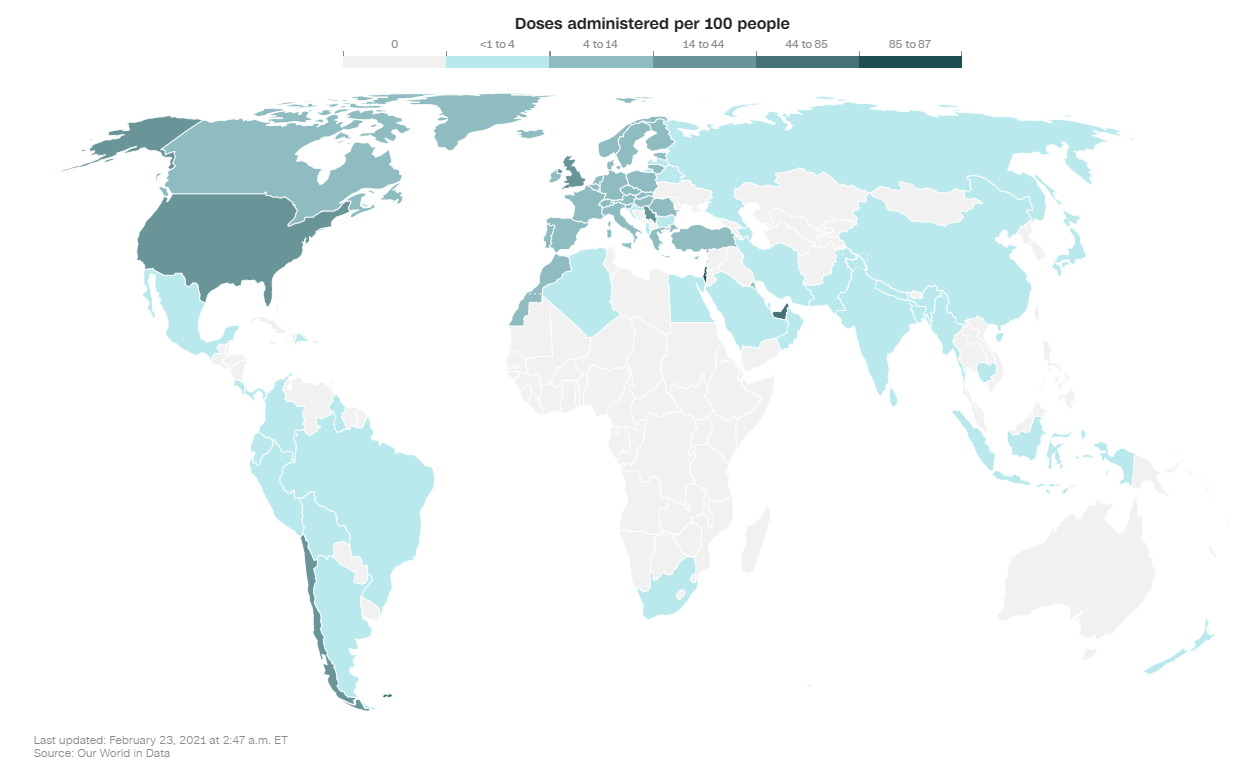 Doses administered per 100 people
0 <1 to 4 4 to 14 14 to 44 44 to 85 85 to 87
Last updated: February 23, 2021 at 2:47 a.m. ET
Source: Our World in Data